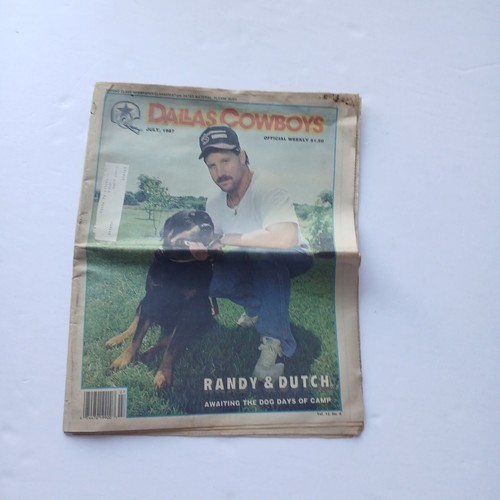 DALLAS COWBOYS
JULY, 1987
OFFICIAL WEEKLY $1.50
RANDY & DUTCH
AWAITING THE DOG DAYS OF CAMP